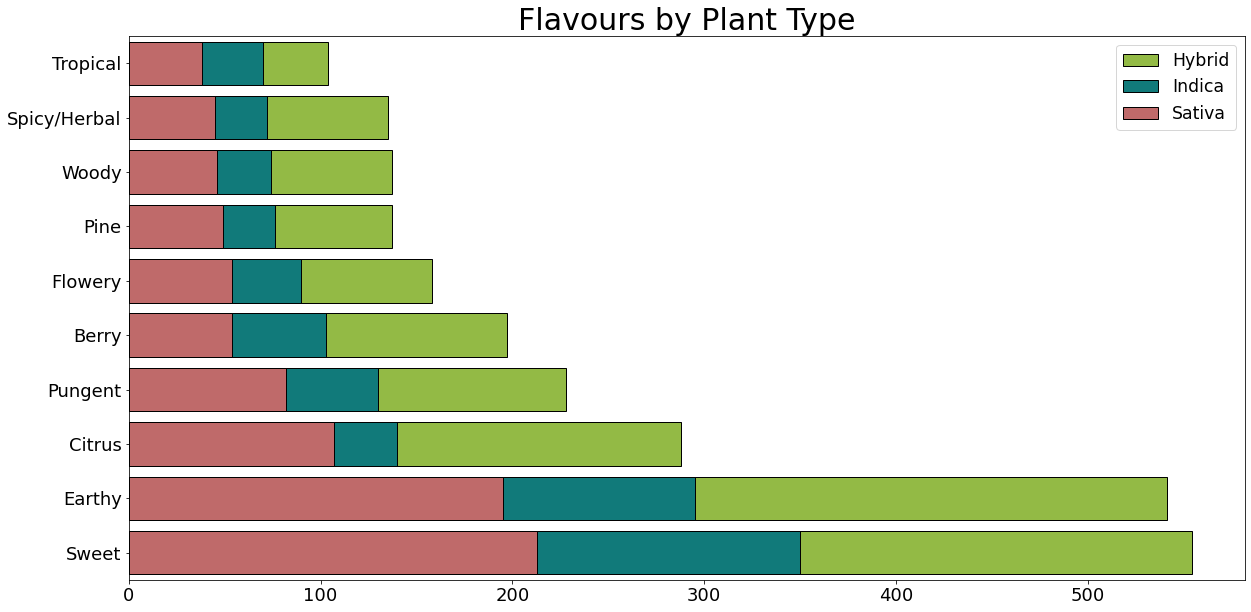 Flavours by Plant Type
Hybrid
Indica
Sativa
Tropical
Spicy/Herbal
Woody
Pine
Flowery
Berry
Pungent
Citrus
Earthy
Sweet
0 100 200 300 400 500